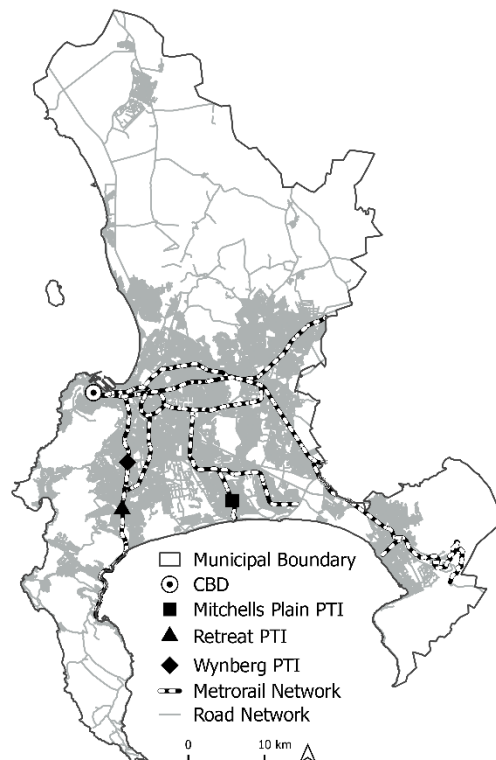 Municipal Boundary
CBD
Mitchells Plain PTI
Retreat PTI
Wynberg PTI
Metrorail Network
Road Network
0 10 km